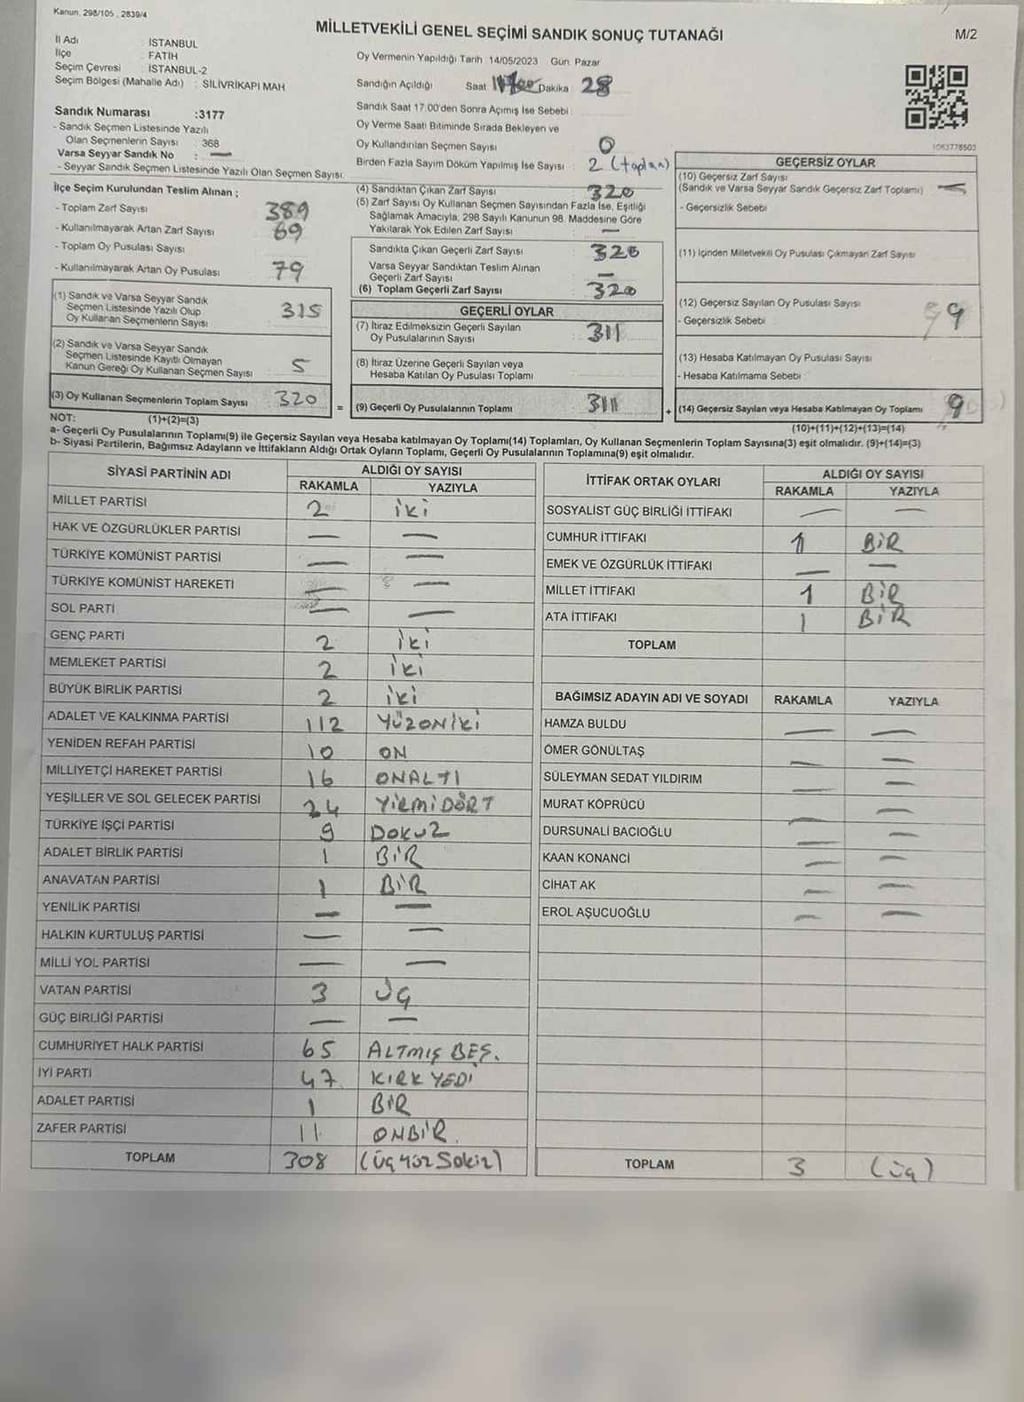 Kanun. 298/105 , 2839/4
MİLLETVEKİLİ GENEL SEÇİMİ SANDIK SONUÇ TUTANAĞI
M/2
İl Adı İSTANBUL
İlçe FATİH
Seçim Çevresi İSTANBUL-2
Seçim Bölgesi (Mahalle Adı) : SİLİVRİKAPI MAH
Sandık Numarası :3177
- Sandık Seçmen Listesinde Yazılı
Olan Seçmenlerin Sayısı 368
Varsa Seyyar Sandık No : —
- Seyyar Sandık Seçmen Listesinde Yazılı Olan Seçmen Sayısı:
Oy Vermenin Yapıldığı Tarih 14/05/2023 Gün: Pazar
Sandığın Açıldığı Saat Dakika 28
Sandık Saat 17.00'den Sonra Açımış İse Sebebi
Oy Verme Saati Bitiminde Sırada Bekleyen ve
Oy Kullandırılan Seçmen Sayısı 0
Birden Fazla Sayım Döküm Yapılmış İse Sayısı : 2 (toplan)
1063778503
İlçe Seçim Kurulundan Teslim Alınan ;
- Toplam Zarf Sayısı 389
- Kullanılmayarak Artan Zarf Sayısı 69
- Toplam Oy Pusulası Sayısı
- Kullanılmayarak Artan Oy Pusulası 79
(1) Sandık ve Varsa Seyyar Sandık
Seçmen Listesinde Yazılı Olup
Oy Kullanan Seçmenlerin Sayısı 315
(2) Sandık ve Varsa Seyyar Sandık
Seçmen Listesinde Kayıtlı Olmayan
Kanun Gereği Oy Kullanan Seçmen Sayısı 5
(3) Oy Kullanan Seçmenlerin Toplam Sayısı 320
(1)+(2)=(3)
(4) Sandıktan Çıkan Zarf Sayısı 320
(5) Zarf Sayısı Oy Kullanan Seçmen Sayısından Fazla İse, Eşitliği
Sağlamak Amacıyla, 298 Sayılı Kanunun 98. Maddesine Göre
Yakılarak Yok Edilen Zarf Sayısı —
Sandıkta Çıkan Geçerli Zarf Sayısı 320
Varsa Seyyar Sandıktan Teslim Alınan
Geçerli Zarf Sayısı —
(6) Toplam Geçerli Zarf Sayısı 320
GEÇERLİ OYLAR
(7) İtiraz Edilmeksizin Geçerli Sayılan
Oy Pusulalarının Sayısı 311
(8) İtiraz Üzerine Geçerli Sayılan veya
Hesaba Katılan Oy Pusulası Toplamı
= (9) Geçerli Oy Pusulalarının Toplamı 311
GEÇERSİZ OYLAR
(10) Geçersiz Zarf Sayısı
(Sandık ve Varsa Seyyar Sandık Geçersiz Zarf Toplamı) —
- Geçersizlik Sebebi
(11) İçinden Milletvekili Oy Pusulası Çıkmayan Zarf Sayısı
(12) Geçersiz Sayılan Oy Pusulası Sayısı 9
- Geçersizlik Sebebi
(13) Hesaba Katılmayan Oy Pusulası Sayısı
- Hesaba Katılmama Sebebi
+ (14) Geçersiz Sayılan veya Hesaba Katılmayan Oy Toplamı 9
(10)+(11)+(12)+(13)=(14)
NOT:
a- Geçerli Oy Pusulalarının Toplamı(9) ile Geçersiz Sayılan veya Hesaba katılmayan Oy Toplamı(14) Toplamları, Oy Kullanan Seçmenlerin Toplam Sayısına(3) eşit olmalıdır. (9)+(14)=(3)
b- Siyasi Partilerin, Bağımsız Adayların ve İttifakların Aldığı Ortak Oyların Toplamı, Geçerli Oy Pusulalarının Toplamına(9) eşit olmalıdır.
SİYASİ PARTİNİN ADI ALDIĞI OY SAYISI
RAKAMLA YAZIYLA
MİLLET PARTİSİ 2 iki
HAK VE ÖZGÜRLÜKLER PARTİSİ — —
TÜRKİYE KOMÜNİST PARTİSİ — —
TÜRKİYE KOMÜNİST HAREKETİ — —
SOL PARTİ — —
GENÇ PARTİ 2 iki
MEMLEKET PARTİSİ 2 iki
BÜYÜK BİRLİK PARTİSİ 2 iki
ADALET VE KALKINMA PARTİSİ 112 YÜZONİKİ
YENİDEN REFAH PARTİSİ 10 ON
MİLLİYETÇİ HAREKET PARTİSİ 16 ONALTI
YEŞİLLER VE SOL GELECEK PARTİSİ 24 YİRMİDÖRT
TÜRKİYE İŞÇİ PARTİSİ 9 DOKUZ
ADALET BİRLİK PARTİSİ 1 BİR
ANAVATAN PARTİSİ 1 BİR
YENİLİK PARTİSİ — —
HALKIN KURTULUŞ PARTİSİ — —
MİLLİ YOL PARTİSİ — —
VATAN PARTİSİ 3 ÜÇ
GÜÇ BİRLİĞİ PARTİSİ — —
CUMHURİYET HALK PARTİSİ 65 ALTMIŞ BEŞ.
İYİ PARTİ 47 KIRK YEDİ
ADALET PARTİSİ 1 BİR
ZAFER PARTİSİ 11 ONBİR.
TOPLAM 308 (üçyüz Sekiz)
İTTİFAK ORTAK OYLARI ALDIĞI OY SAYISI
RAKAMLA YAZIYLA
SOSYALİST GÜÇ BİRLİĞİ İTTİFAKI — —
CUMHUR İTTİFAKI 1 BİR
EMEK VE ÖZGÜRLÜK İTTİFAKI — —
MİLLET İTTİFAKI 1 BİR
ATA İTTİFAKI 1 BİR
TOPLAM
BAĞIMSIZ ADAYIN ADI VE SOYADI RAKAMLA YAZIYLA
HAMZA BULDU — —
ÖMER GÖNÜLTAŞ — —
SÜLEYMAN SEDAT YILDIRIM — —
MURAT KÖPRÜCÜ — —
DURSUNALİ BACIOĞLU — —
KAAN KONANCİ — —
CİHAT AK — —
EROL AŞUCUOĞLU — —
TOPLAM 3 (üç)